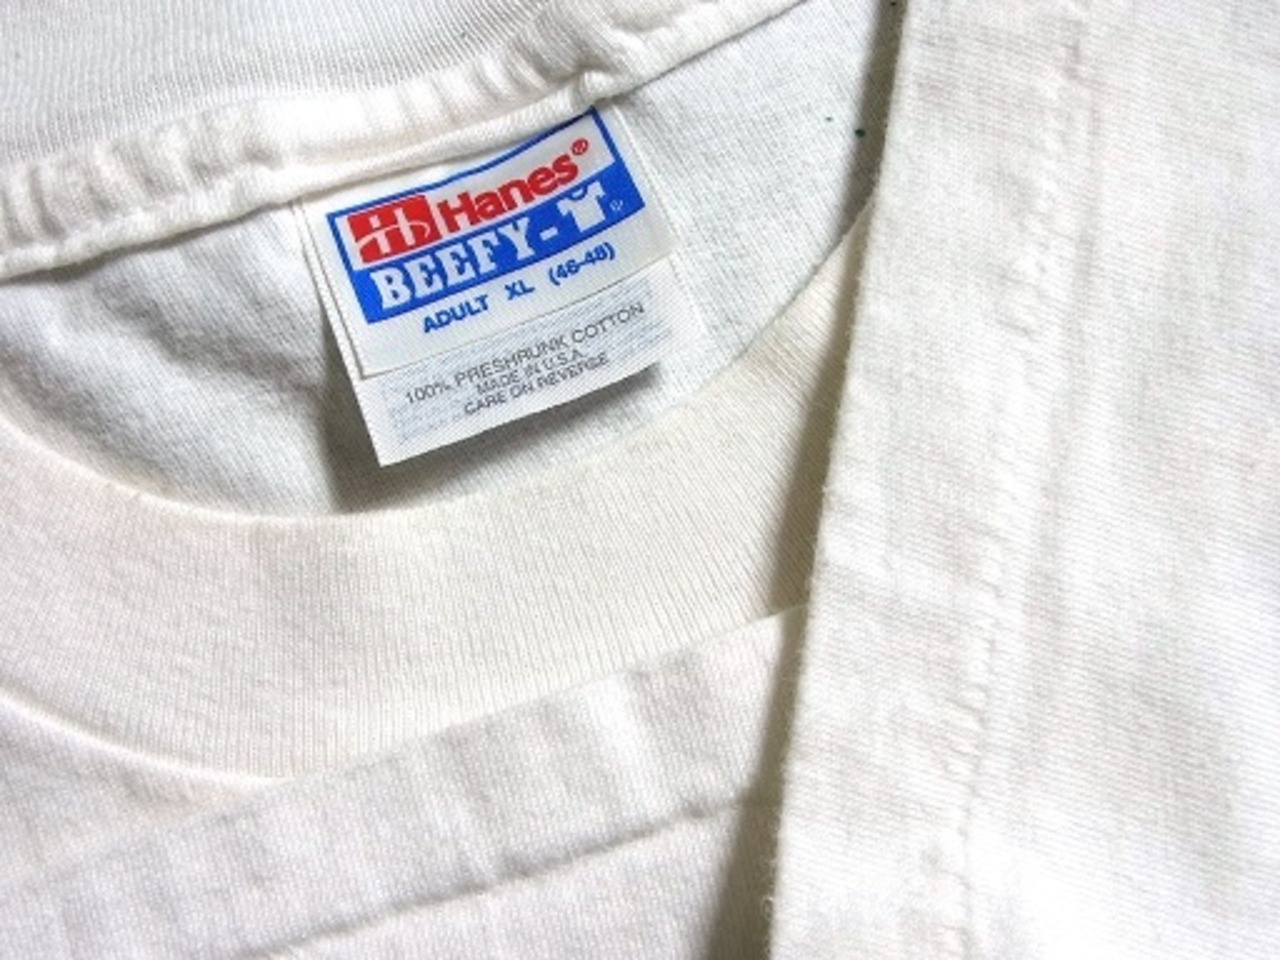 Hanes®
BEEFY-T®
ADULT XL (46-48)
100% PRESHRUNK COTTON
MADE IN U.S.A.
CARE ON REVERSE